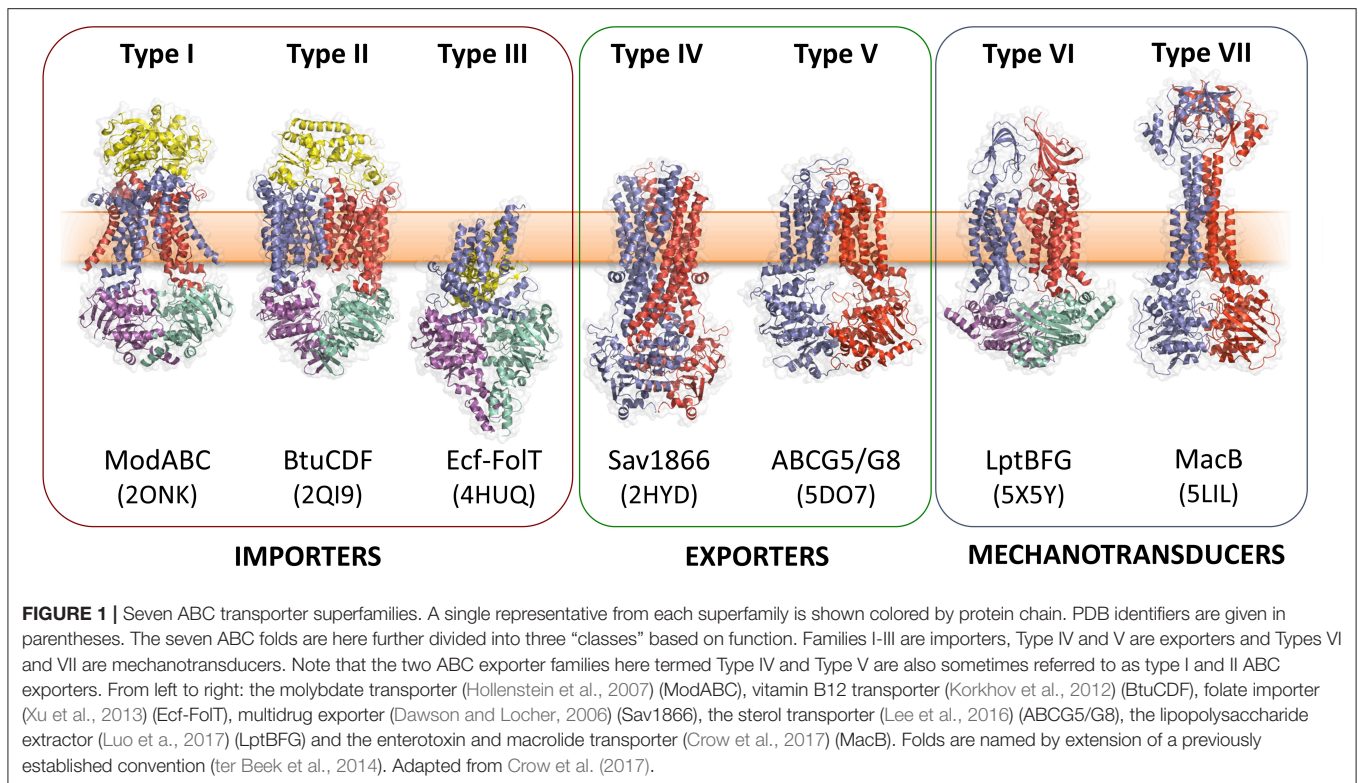 Type I Type II Type III Type IV Type V Type VI Type VII
ModABC BtuCDF Ecf-FolT Sav1866 ABCG5/G8 LptBFG MacB
(2ONK) (2QI9) (4HUQ) (2HYD) (5DO7) (5X5Y) (5LIL)
IMPORTERS EXPORTERS MECHANOTRANSDUCERS
FIGURE 1 | Seven ABC transporter superfamilies. A single representative from each superfamily is shown colored by protein chain. PDB identifiers are given in
parentheses. The seven ABC folds are here further divided into three “classes” based on function. Families I-III are importers, Type IV and V are exporters and Types VI
and VII are mechanotransducers. Note that the two ABC exporter families here termed Type IV and Type V are also sometimes referred to as type I and II ABC
exporters. From left to right: the molybdate transporter (Hollenstein et al., 2007) (ModABC), vitamin B12 transporter (Korkhov et al., 2012) (BtuCDF), folate importer
(Xu et al., 2013) (Ecf-FolT), multidrug exporter (Dawson and Locher, 2006) (Sav1866), the sterol transporter (Lee et al., 2016) (ABCG5/G8), the lipopolysaccharide
extractor (Luo et a., 2017) (LptBFG) and the enterotoxin and macrolide transporter (Crow et al., 2017) (MacB). Folds are named by extension of a previously
established convention (ter Beek et al., 2014). Adapted from Crow et al. (2017).